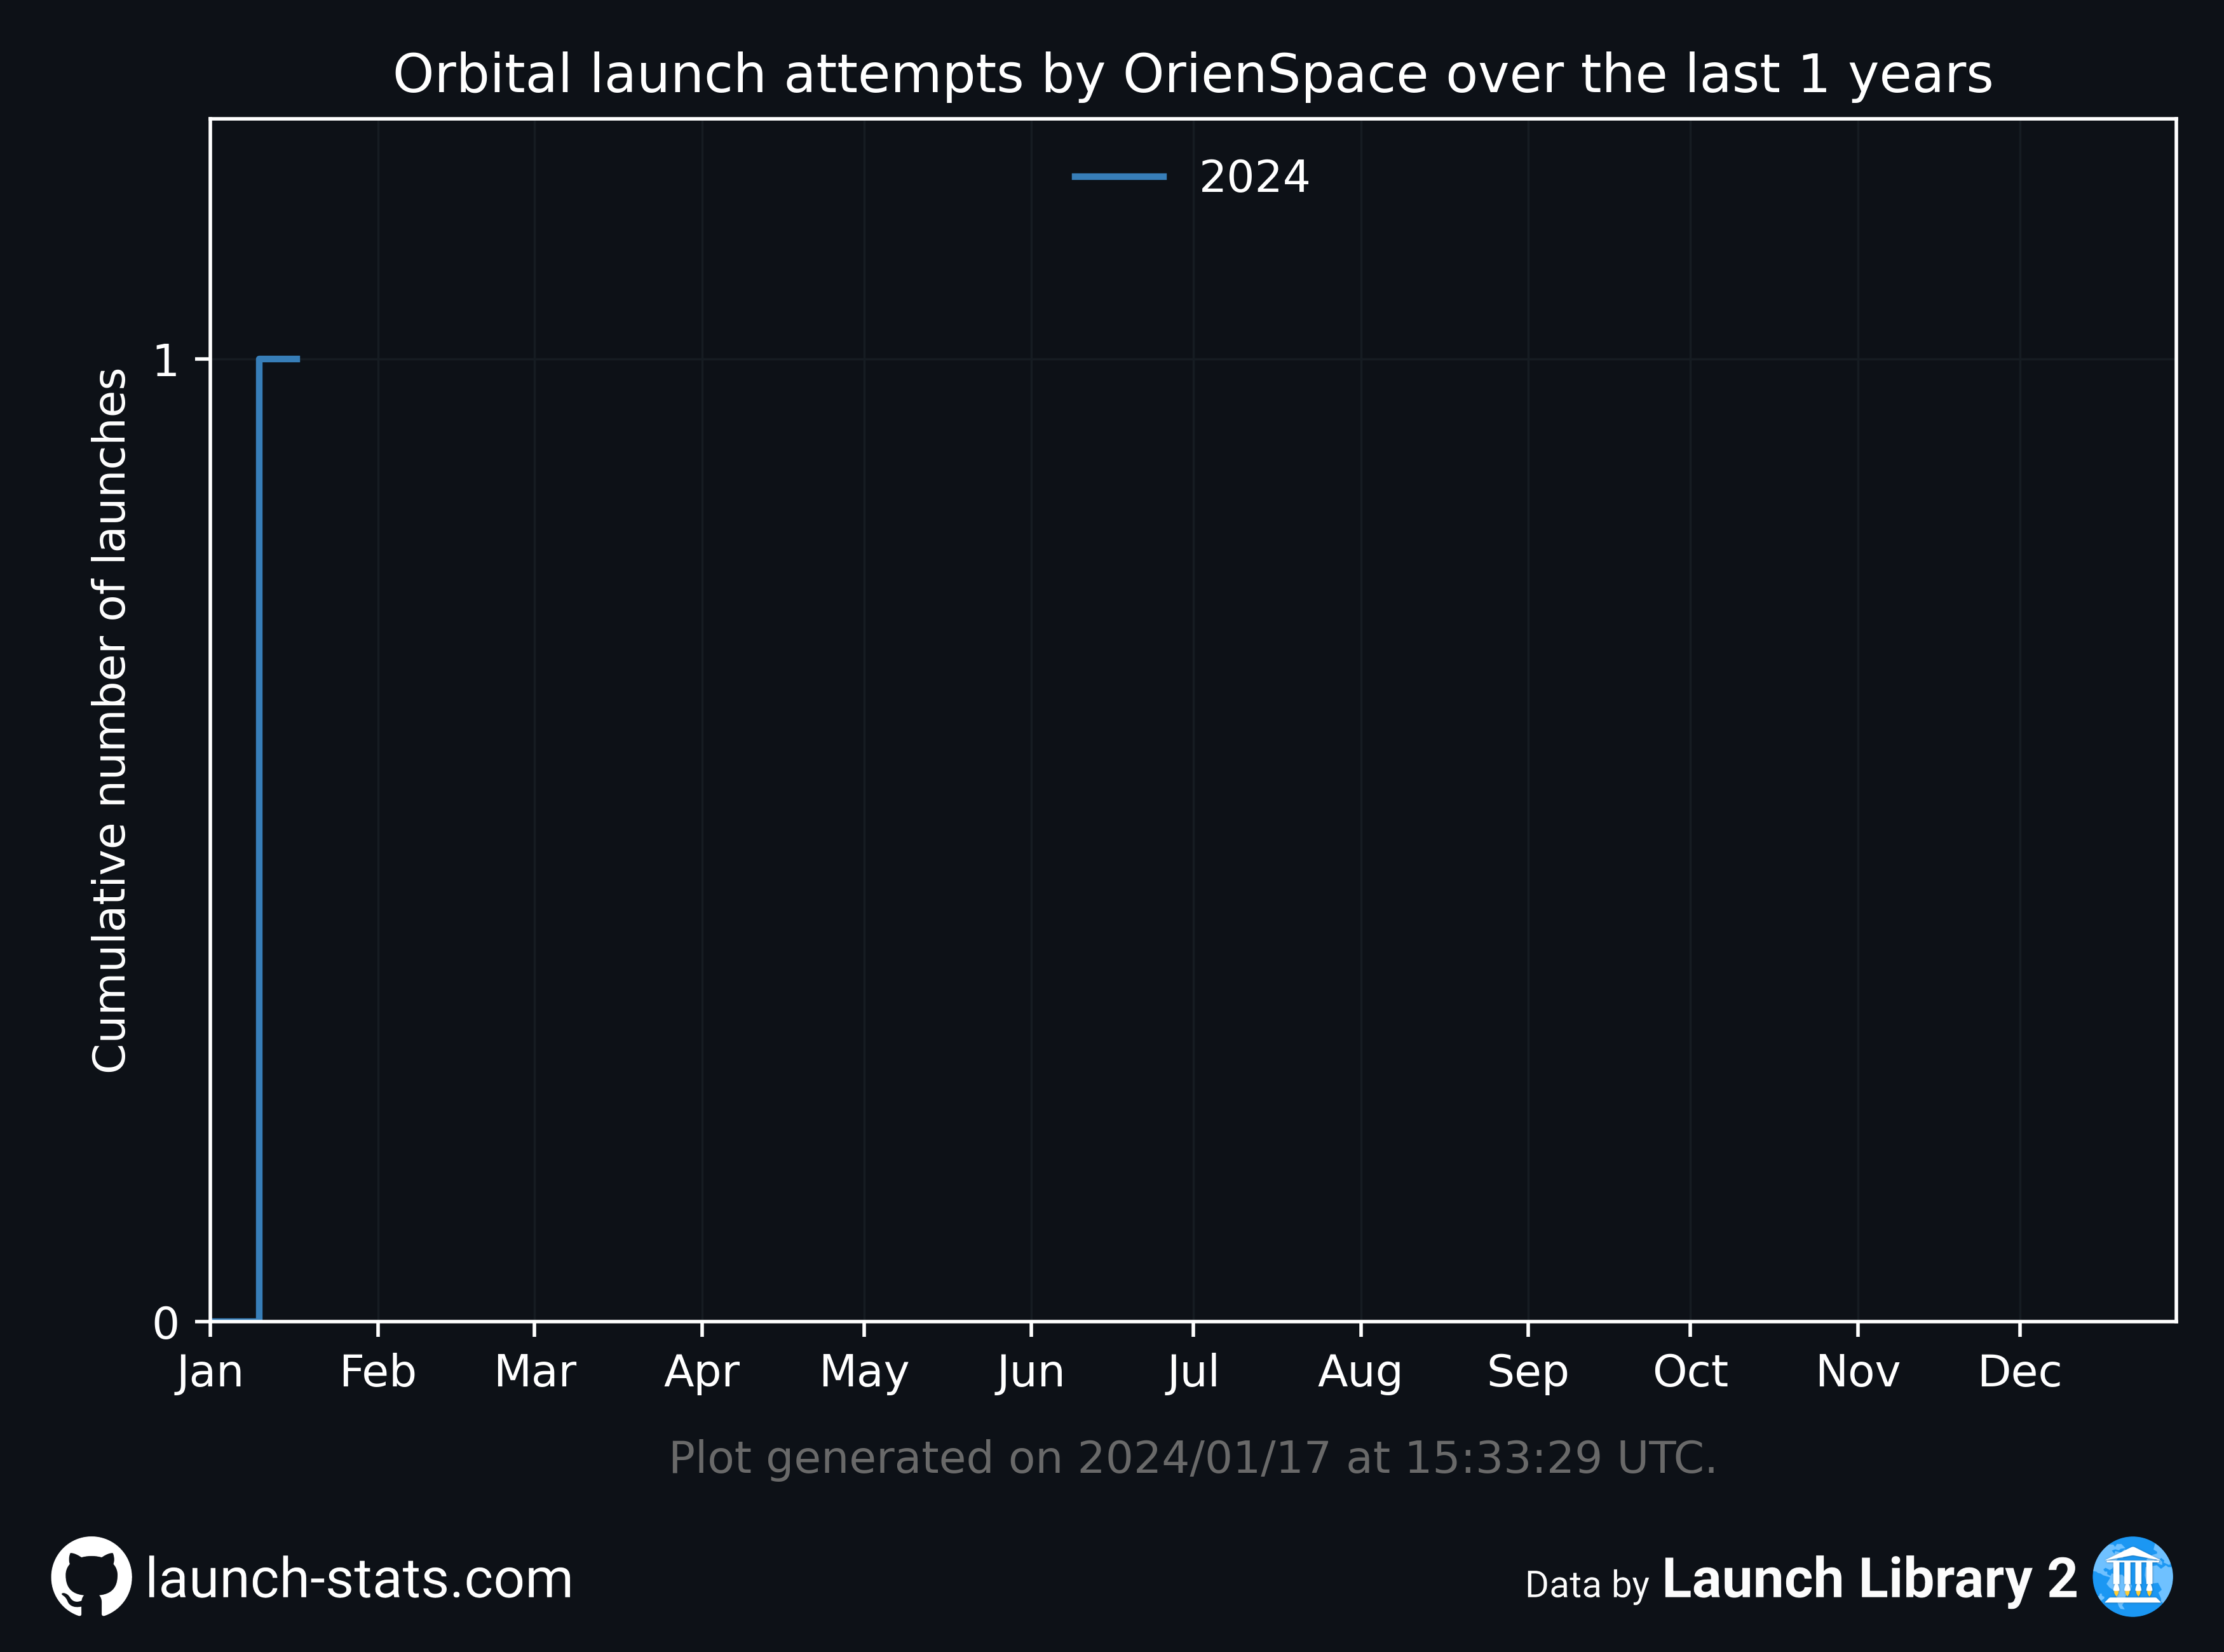 Orbital launch attempts by OrienSpace over the last 1 years
2024
Cumulative number of launches
1
0
Jan Feb Mar Apr May Jun Jul Aug Sep Oct Nov Dec
Plot generated on 2024/01/17 at 15:33:29 UTC.
launch-stats.com
Data by Launch Library 2